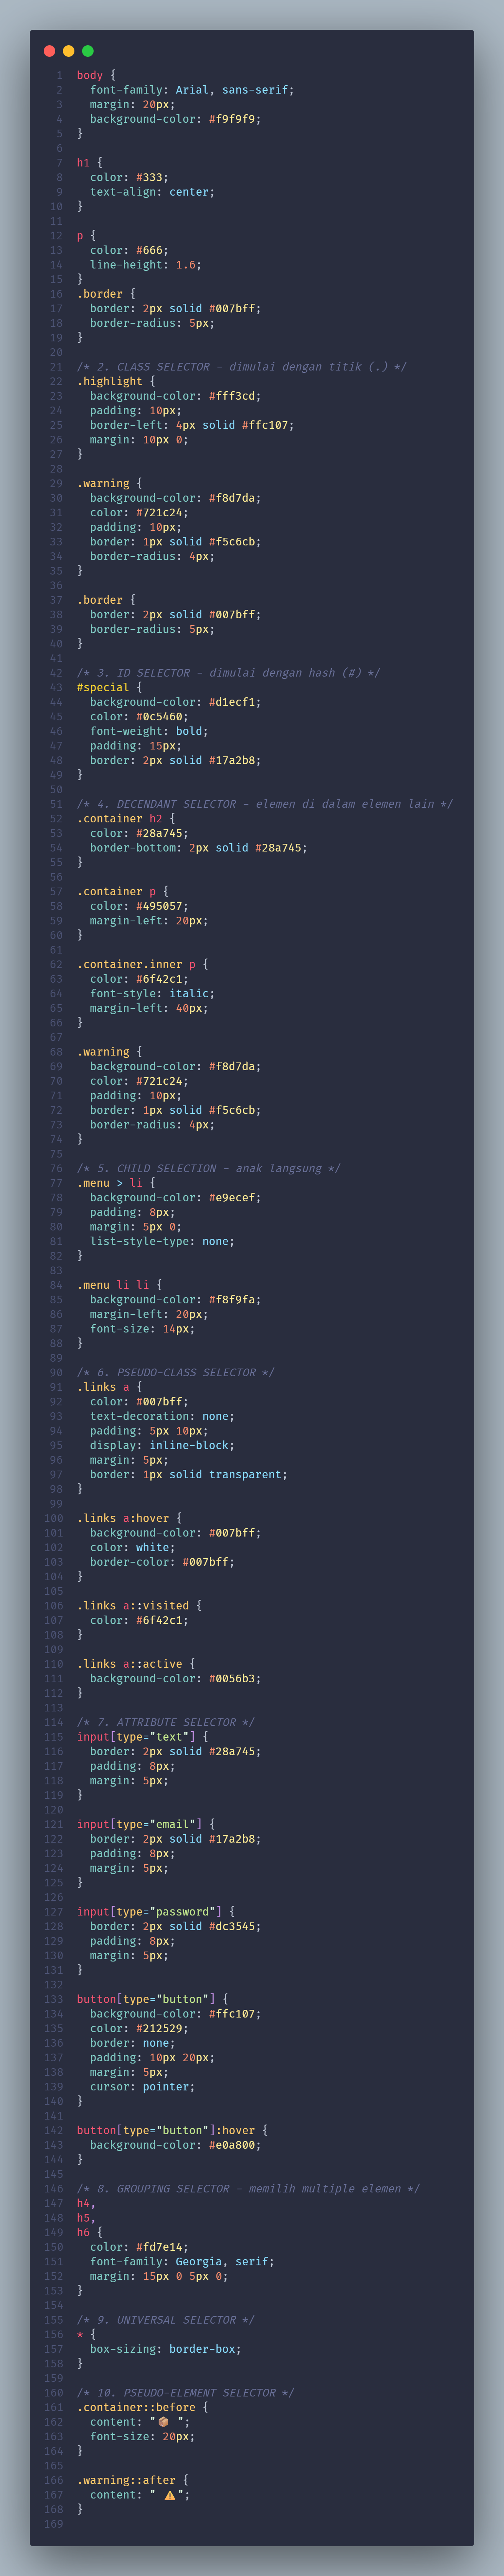 1 body {
2   font-family: Arial, sans-serif;
3   margin: 20px;
4   background-color: #f9f9f9;
5 }
6
7 h1 {
8   color: #333;
9   text-align: center;
10 }
11
12 p {
13   color: #666;
14   line-height: 1.6;
15 }
16 .border {
17   border: 2px solid #007bff;
18   border-radius: 5px;
19 }
20
21 /* 2. CLASS SELECTOR - dimulai dengan titik (.) */
22 .highlight {
23   background-color: #fff3cd;
24   padding: 10px;
25   border-left: 4px solid #ffc107;
26   margin: 10px 0;
27 }
28
29 .warning {
30   background-color: #f8d7da;
31   color: #721c24;
32   padding: 10px;
33   border: 1px solid #f5c6cb;
34   border-radius: 4px;
35 }
36
37 .border {
38   border: 2px solid #007bff;
39   border-radius: 5px;
40 }
41
42 /* 3. ID SELECTOR - dimulai dengan hash (#) */
43 #special {
44   background-color: #d1ecf1;
45   color: #0c5460;
46   font-weight: bold;
47   padding: 15px;
48   border: 2px solid #17a2b8;
49 }
50
51 /* 4. DECENDANT SELECTOR - elemen di dalam elemen lain */
52 .container h2 {
53   color: #28a745;
54   border-bottom: 2px solid #28a745;
55 }
56
57 .container p {
58   color: #495057;
59   margin-left: 20px;
60 }
61
62 .container.inner p {
63   color: #6f42c1;
64   font-style: italic;
65   margin-left: 40px;
66 }
67
68 .warning {
69   background-color: #f8d7da;
70   color: #721c24;
71   padding: 10px;
72   border: 1px solid #f5c6cb;
73   border-radius: 4px;
74 }
75
76 /* 5. CHILD SELECTION - anak langsung */
77 .menu > li {
78   background-color: #e9ecef;
79   padding: 8px;
80   margin: 5px 0;
81   list-style-type: none;
82 }
83
84 .menu li li {
85   background-color: #f8f9fa;
86   margin-left: 20px;
87   font-size: 14px;
88 }
89
90 /* 6. PSEUDO-CLASS SELECTOR */
91 .links a {
92   color: #007bff;
93   text-decoration: none;
94   padding: 5px 10px;
95   display: inline-block;
96   margin: 5px;
97   border: 1px solid transparent;
98 }
99
100 .links a:hover {
101   background-color: #007bff;
102   color: white;
103   border-color: #007bff;
104 }
105
106 .links a::visited {
107   color: #6f42c1;
108 }
109
110 .links a::active {
111   background-color: #0056b3;
112 }
113
114 /* 7. ATTRIBUTE SELECTOR */
115 input[type="text"] {
116   border: 2px solid #28a745;
117   padding: 8px;
118   margin: 5px;
119 }
120
121 input[type="email"] {
122   border: 2px solid #17a2b8;
123   padding: 8px;
124   margin: 5px;
125 }
126
127 input[type="password"] {
128   border: 2px solid #dc3545;
129   padding: 8px;
130   margin: 5px;
131 }
132
133 button[type="button"] {
134   background-color: #ffc107;
135   color: #212529;
136   border: none;
137   padding: 10px 20px;
138   margin: 5px;
139   cursor: pointer;
140 }
141
142 button[type="button"]:hover {
143   background-color: #e0a800;
144 }
145
146 /* 8. GROUPING SELECTOR - memilih multiple elemen */
147 h4,
148 h5,
149 h6 {
150   color: #fd7e14;
151   font-family: Georgia, serif;
152   margin: 15px 0 5px 0;
153 }
154
155 /* 9. UNIVERSAL SELECTOR */
156 * {
157   box-sizing: border-box;
158 }
159
160 /* 10. PSEUDO-ELEMENT SELECTOR */
161 .container::before {
162   content: "📦 ";
163   font-size: 20px;
164 }
165
166 .warning::after {
167   content: " ⚠️";
168 }
169